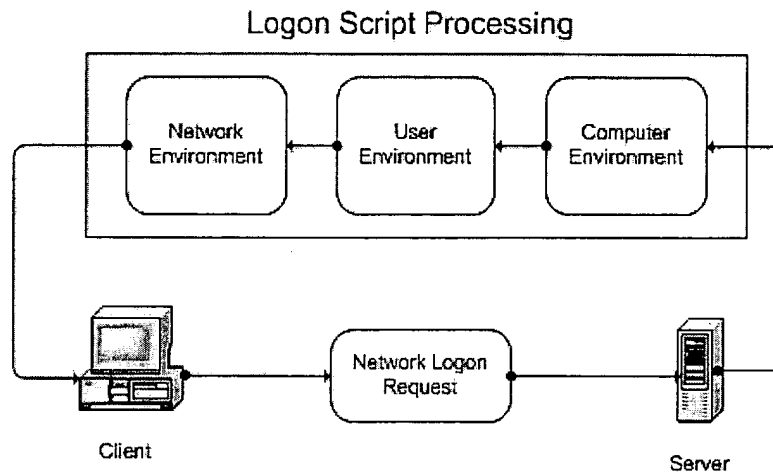 Logon Script Processing
Network
Environment
User
Environment
Computer
Environment
Network Logon
Request
Client
Server